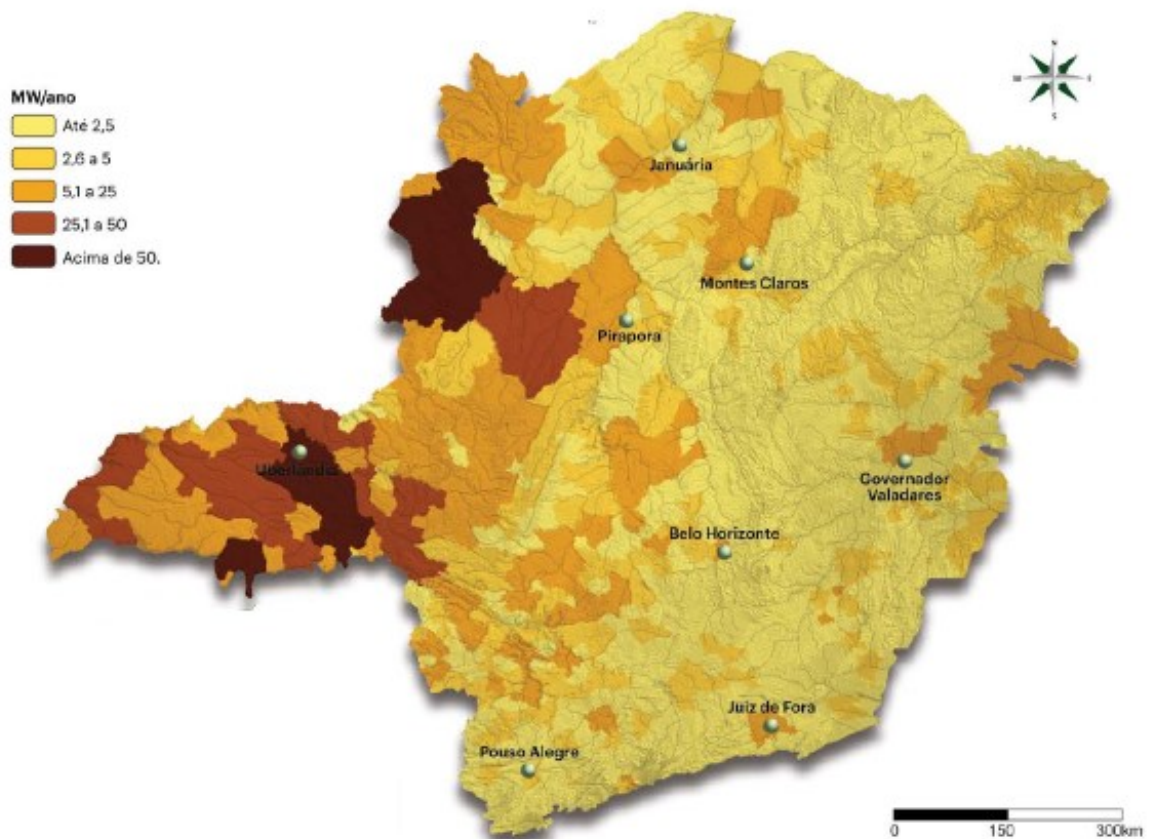 N
S
MW/ano
Até 2,5
2,6 a 5
5,1 a 25
25,1 a 50
Acima de 50.
Januária
Montes Claros
Pirapora
Uberlândia
Governador
Valadares
Belo Horizonte
Juiz de Fora
Pouso Alegre
0 150 300km